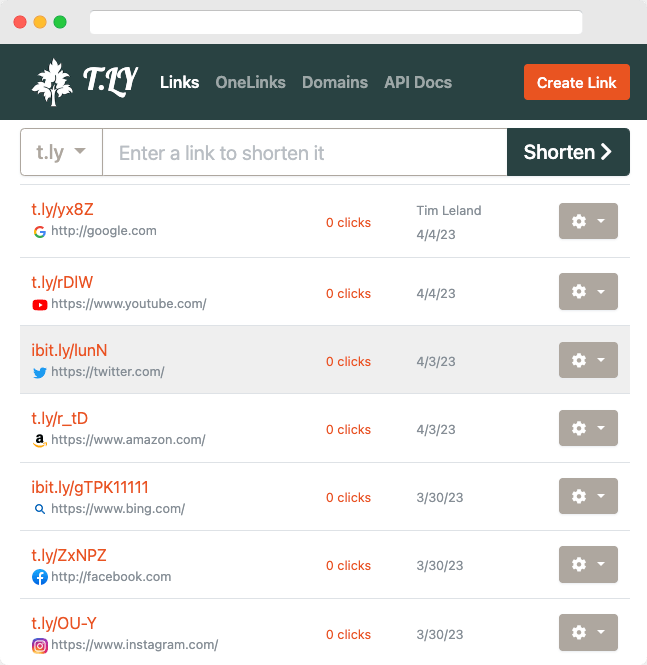 T.LY Links OneLinks Domains API Docs Create Link
t.ly Enter a link to shorten it Shorten
t.ly/yx8Z
http://google.com
0 clicks
Tim Leland
4/4/23
t.ly/rDIW
https://www.youtube.com/
0 clicks
4/4/23
ibit.ly/lunN
https://twitter.com/
0 clicks
4/3/23
t.ly/r_tD
https://www.amazon.com/
0 clicks
4/3/23
ibit.ly/gTPK11111
https://www.bing.com/
0 clicks
3/30/23
t.ly/ZxNPZ
http://facebook.com
0 clicks
3/30/23
t.ly/OU-Y
https://www.instagram.com/
0 clicks
3/30/23